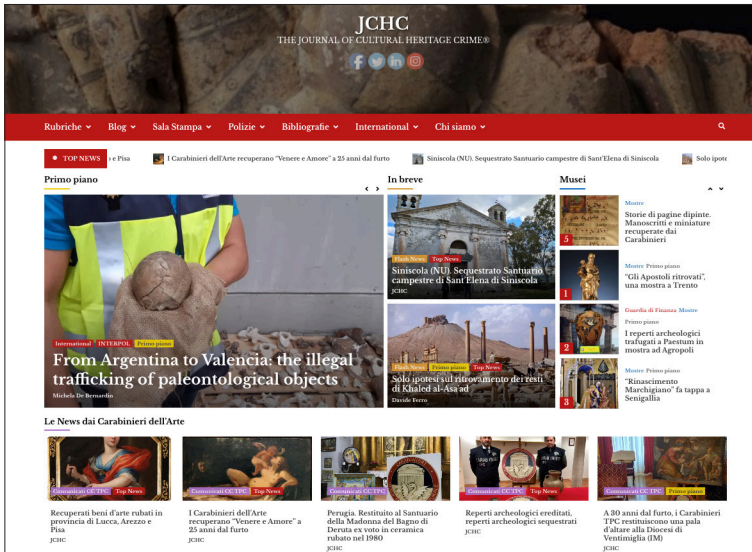 JCHC
THE JOURNAL OF CULTURAL HERITAGE CRIME®
Rubriche Blog Sala Stampa Polizie Bibliografie International Chi siamo
TOP NEWS e Pisa I Carabinieri dell'Arte recuperano "Venere e Amore" a 25 anni dal furto Siniscola (NU). Sequestrato Santuario campestre di Sant'Elena di Siniscola Solo ipote
Primo piano
International INTERPOL Primo piano
From Argentina to Valencia: the illegal
trafficking of paleontological objects
Michela De Bernardin
In breve
Flash News Top News
Siniscola (NU). Sequestrato Santuario
campestre di Sant'Elena di Siniscola
JCHC
Flash News Primo piano Top News
Solo ipotesi sul ritrovamento dei resti
di Khaled al-Asa'ad
Davide Ferro
Musei
5
Mostre
Storie di pagine dipinte.
Manoscritti e miniature
recuperate dai
Carabinieri
1
Mostre Primo piano
"Gli Apostoli ritrovati",
una mostra a Trento
2
Guardia di Finanza Mostre
Primo piano
I reperti archeologici
trafugati a Paestum in
mostra ad Agropoli
3
Mostre Primo piano
"Rinascimento
Marchigiano" fa tappa a
Senigallia
Le News dai Carabinieri dell'Arte
Comunicati CC TPC Top News
Recuperati beni d'arte rubati in
provincia di Lucca, Arezzo e
Pisa
JCHC
Comunicati CC TPC Top News
I Carabinieri dell'Arte
recuperano "Venere e Amore" a
25 anni dal furto
JCHC
Comunicati CC TPC Top News
Perugia. Restituito al Santuario
della Madonna del Bagno di
Deruta ex voto in ceramica
rubato nel 1980
JCHC
Comunicati CC TPC Top News
Reperti archeologici ereditati,
reperti archeologici sequestrati
JCHC
Comunicati CC TPC Primo piano
A 30 anni dal furto, i Carabinieri
TPC restituiscono una pala
d'altare alla Diocesi di
Ventimiglia (IM)
JCHC